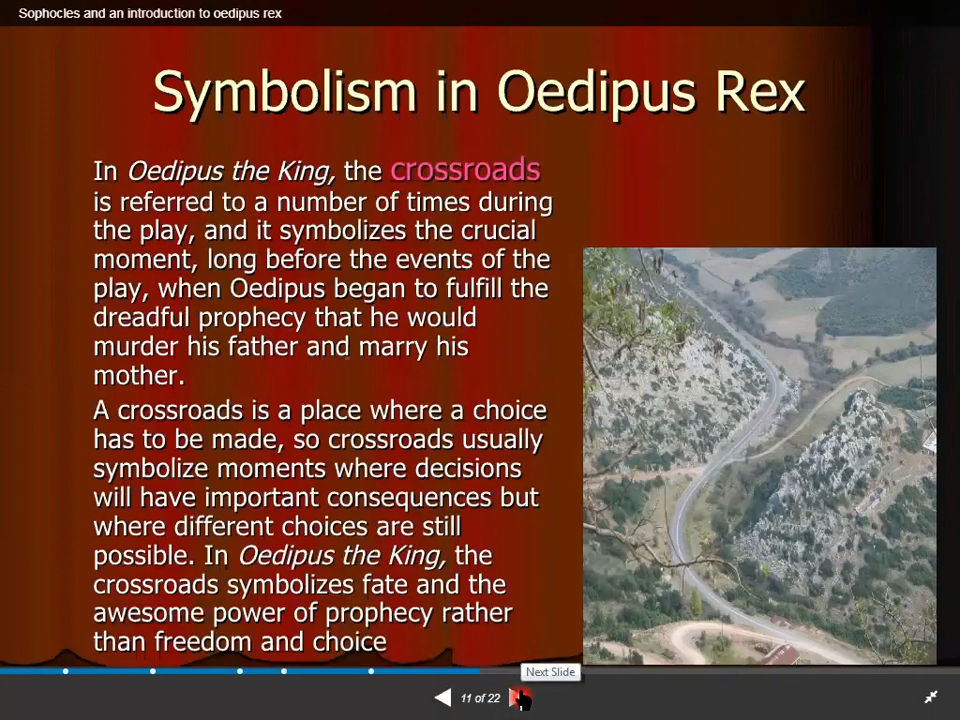 Sophocles and an introduction to oedipus rex
Symbolism in Oedipus Rex
In Oedipus the King, the crossroads
is referred to a number of times during
the play, and it symbolizes the crucial
moment, long before the events of the
play, when Oedipus began to fulfill the
dreadful prophecy that he would
murder his father and marry his
mother.
A crossroads is a place where a choice
has to be made, so crossroads usually
symbolize moments where decisions
will have important consequences but
where different choices are still
possible. In Oedipus the King, the
crossroads symbolizes fate and the
awesome power of prophecy rather
than freedom and choice
Next Slide
11 of 22